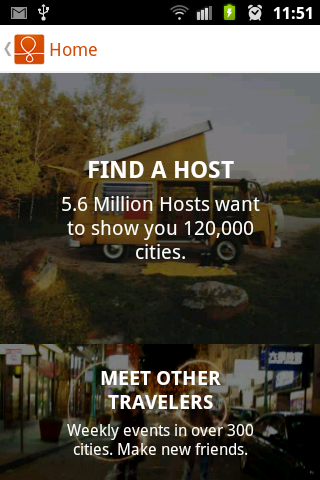 11:51
Home
FIND A HOST
5.6 Million Hosts want
to show you 120,000
cities.
MEET OTHER
TRAVELERS
Weekly events in over 300
cities. Make new friends.